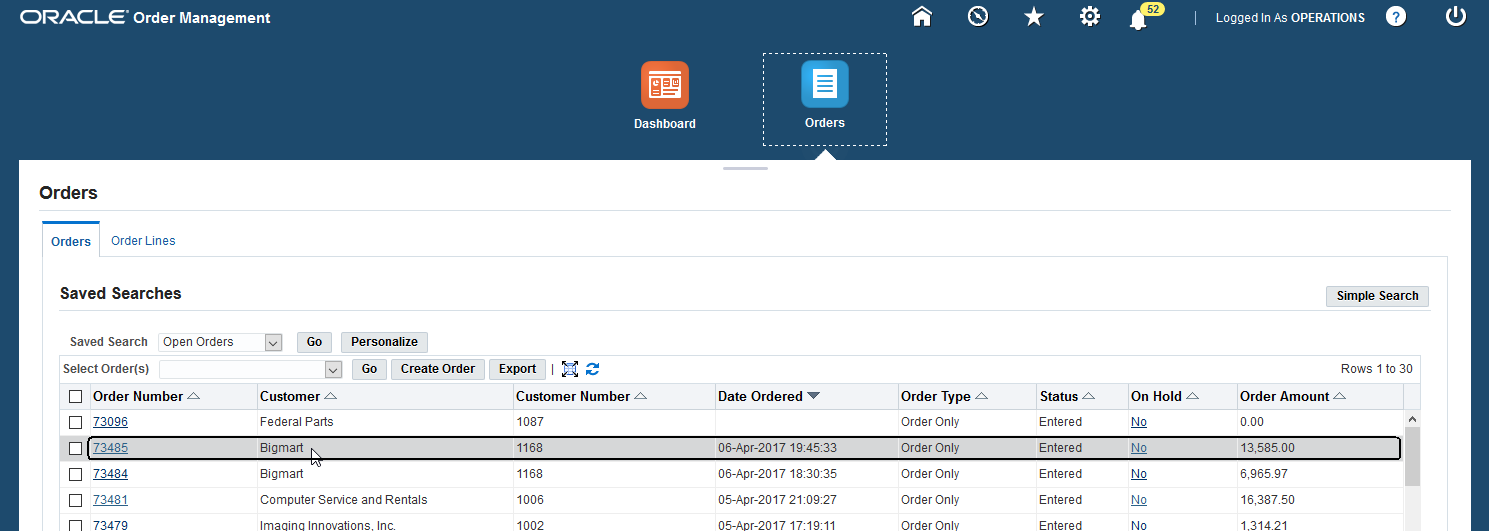 ORACLE® Order Management
52
Logged In As OPERATIONS
?
Dashboard
Orders
Orders
Orders
Order Lines
Saved Searches
Simple Search
Saved Search Open Orders Go Personalize
Select Order(s) Go Create Order Export | Rows 1 to 30
Order Number Customer Customer Number Date Ordered Order Type Status On Hold Order Amount
73096 Federal Parts 1087 Order Only Entered No 0.00
73485 Bigmart 1168 06-Apr-2017 19:45:33 Order Only Entered No 13,585.00
73484 Bigmart 1168 06-Apr-2017 18:30:35 Order Only Entered No 6,965.97
73481 Computer Service and Rentals 1006 05-Apr-2017 21:09:27 Order Only Entered No 16,387.50
73479 Imaging Innovations, Inc. 1002 05-Apr-2017 17:19:11 Order Only Entered No 1,314.21